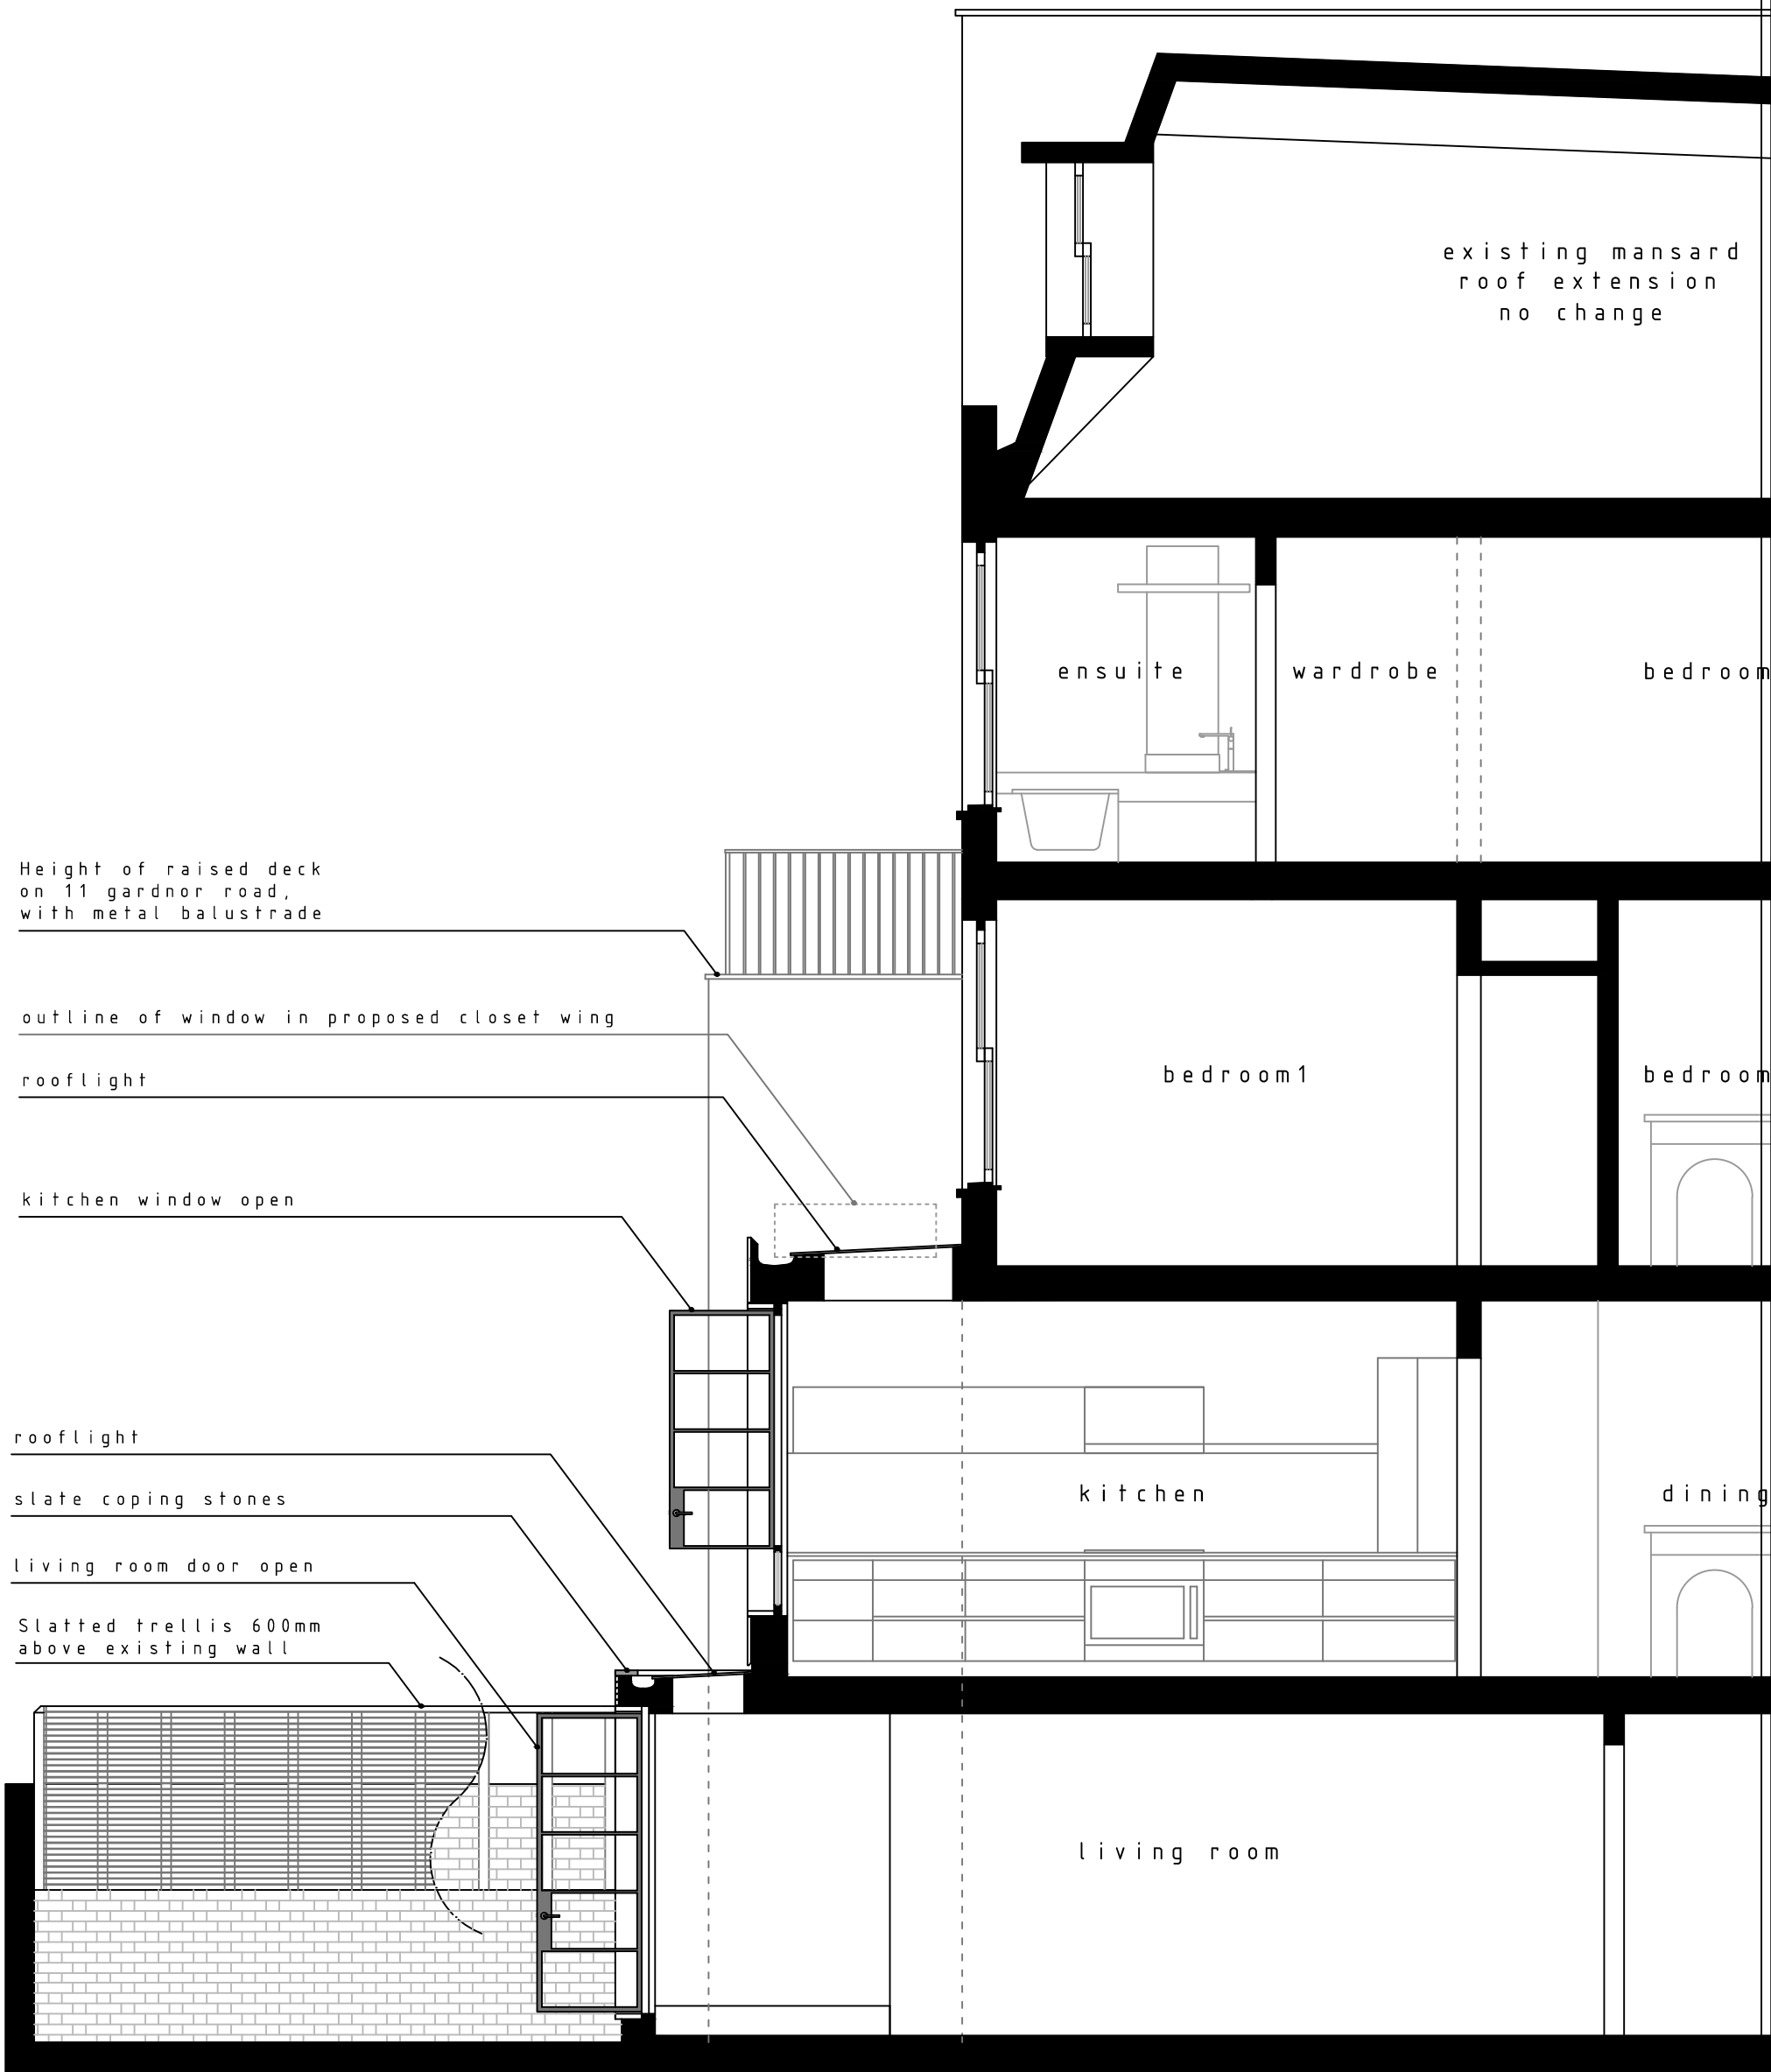 existing mansard
roof extension
no change
ensuite
wardrobe
bedroom
Height of raised deck
on 11 gardnor road,
with metal balustrade
outline of window in proposed closet wing
rooflight
bedroom1
bedroom
kitchen window open
rooflight
kitchen
dining
slate coping stones
living room door open
Slatted trellis 600mm
above existing wall
living room